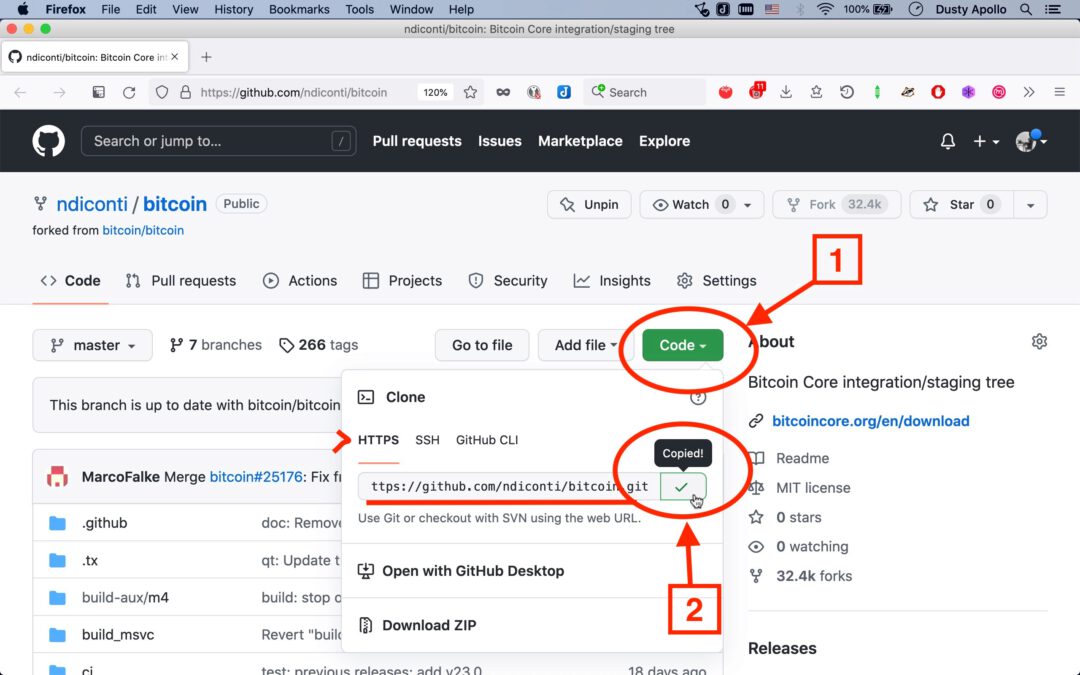 Firefox File Edit View History Bookmarks Tools Window Help 100% Dusty Apollo
ndiconti/bitcoin: Bitcoin Core integration/staging tree
ndiconti/bitcoin: Bitcoin Core int
https://github.com/ndiconti/bitcoin 120% Search 11
Search or jump to... / Pull requests Issues Marketplace Explore
ndiconti / bitcoin Public Unpin Watch 0 Fork 32.4k Star 0
forked from bitcoin/bitcoin
1
Code Pull requests Actions Projects Security Insights Settings
master 7 branches 266 tags Go to file Add file Code About
Bitcoin Core integration/staging tree
This branch is up to date with bitcoin/bitcoin
Clone
bitcoincore.org/en/download
HTTPS SSH GitHub CLI
Copied!
Readme
MarcoFalke Merge bitcoin#25176: Fix fr
ttps://github.com/ndiconti/bitcoin.git
MIT license
Use Git or checkout with SVN using the web URL.
0 stars
.github doc: Remove
0 watching
.tx qt: Update t
Open with GitHub Desktop
32.4k forks
build-aux/m4 build: stop o
2
build_msvc Revert "build
Download ZIP
Releases
ci test: previous releases: add v23.0 18 days ago